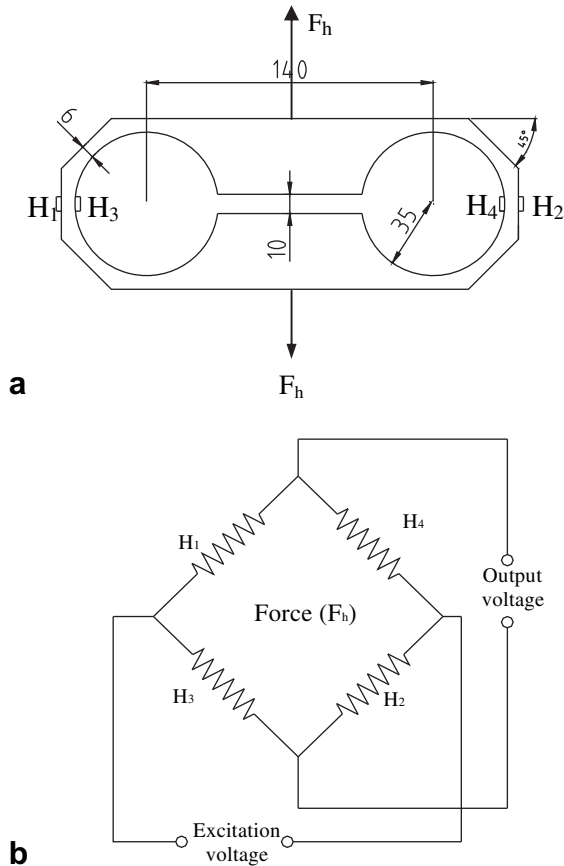 Fh
140
6
45°
H1 H3
H4 H2
35
10
Fh
a
H1
H4
Output
voltage
Force (Fh)
H3
H2
Excitation
voltage
b